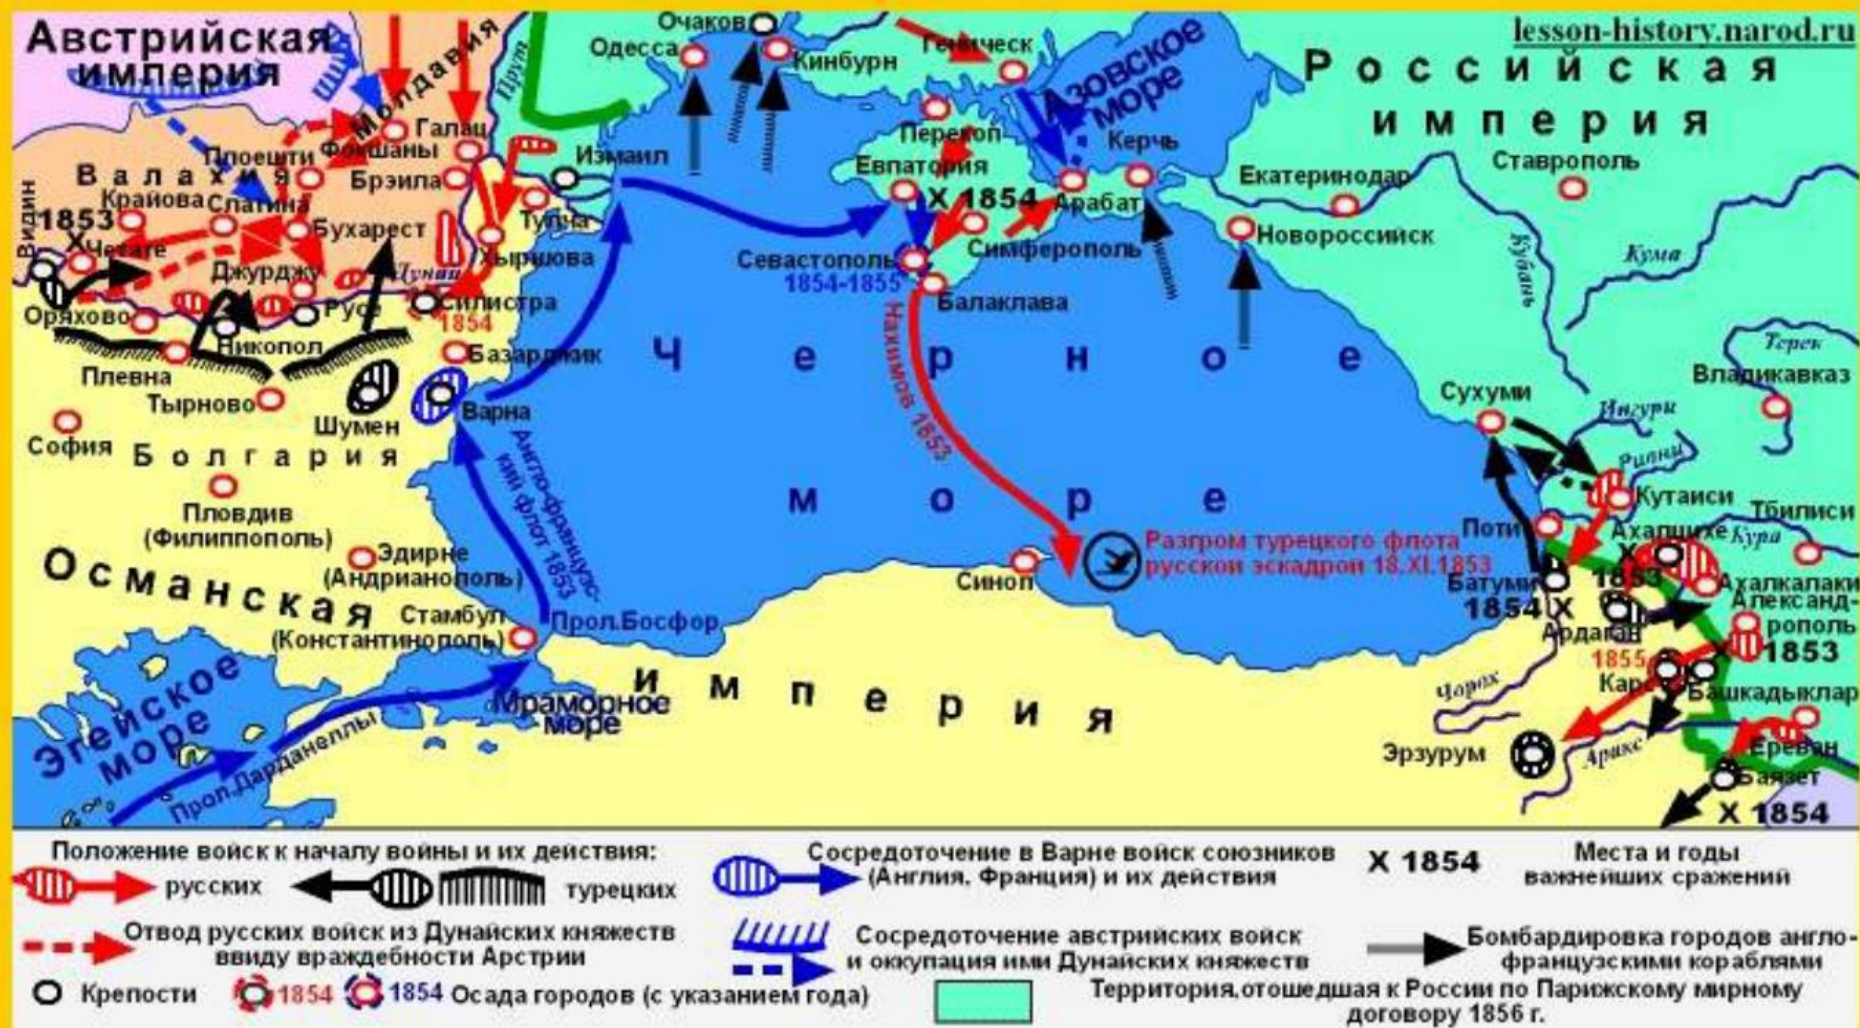 lesson-history.narod.ru
Австрийская
империя
Молдавия
Прут
Очаков
Одесса
Кинбурн
Геническ
Азовское
море
Российская
империя
Перекоп
Керчь
Ставрополь
Галац
Фокшаны
Плоешти
Измаил
Евпатория
Валахия
Брэила
Х 1854
Арабат
Екатеринодар
Крайова
Слатина
Тулча
Видин
1853
Х
Четате
Бухарест
Симферополь
Новороссийск
Хыршова
Севастополь
1854-1855
Кубань
Кума
Джурджу
Дунай
Силистра
1854
Балаклава
Оряхово
Русе
Никопол
Базарджик
Нахимов 1853
Черное
море
Терек
Владикавказ
Плевна
Тырново
Шумен
Варна
Сухуми
Ингури
София
Болгария
Англо-французс-
кий флот 1853
Риони
Кутаиси
Пловдив
(Филиппополь)
Поти
Ахалцихе
Тбилиси
Кура
Эдирне
(Андрианополь)
Синоп
Разгром турецкого флота
русской эскадрой 18.XI.1853
Батуми
Х
1853
Ахалкалаки
1854 Х
Османская
империя
Стамбул
(Константинополь)
Прол.Босфор
Ардаган
Александ-
рополь
Х 1853
1855
Карс
Башкадыклар
Чорох
Эгейское
море
Мраморное
море
Прол.Дарданеллы
Эрзурум
Аракс
Ереван
Баязет
Х 1854
Положение войск к началу войны и их действия:
русских
турецких
Сосредоточение в Варне войск союзников
(Англия, Франция) и их действия
Х 1854
Места и годы
важнейших сражений
Отвод русских войск из Дунайских княжеств
ввиду враждебности Арстрии
Сосредоточение австрийских войск
и оккупация ими Дунайских княжеств
Бомбардировка городов англо-
французскими кораблями
Крепости
1854
1854
Осада городов (с указанием года)
Территория,отошедшая к России по Парижскому мирному
договору 1856 г.